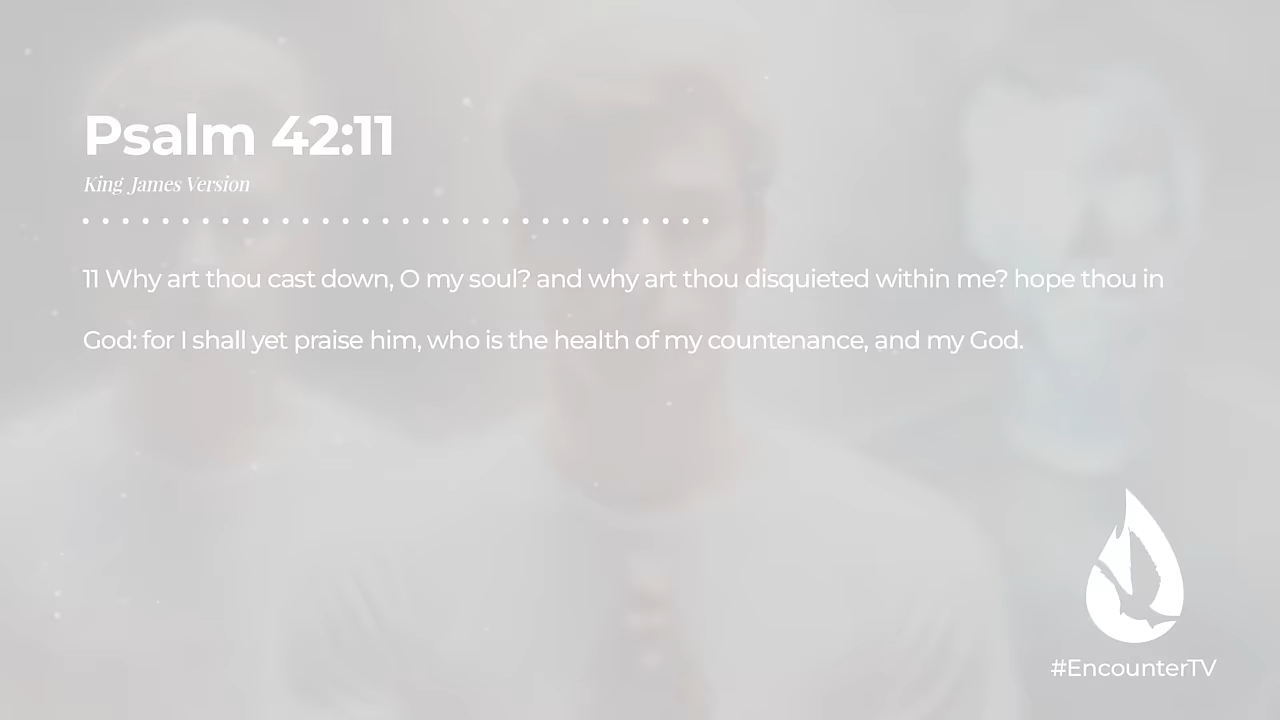 Psalm 42:11
King James Version
11 Why art thou cast down, O my soul? and why art thou disquieted within me? hope thou in
God: for I shall yet praise him, who is the health of my countenance, and my God.
#EncounterTV